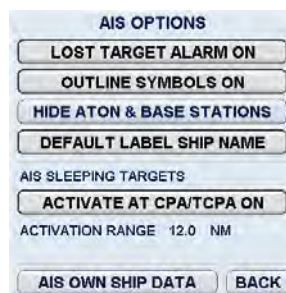 AIS OPTIONS
LOST TARGET ALARM ON
OUTLINE SYMBOLS ON
HIDE ATON & BASE STATIONS
DEFAULT LABEL SHIP NAME
AIS SLEEPING TARGETS
ACTIVATE AT CPA/TCPA ON
ACTIVATION RANGE 12.0 NM
AIS OWN SHIP DATA BACK